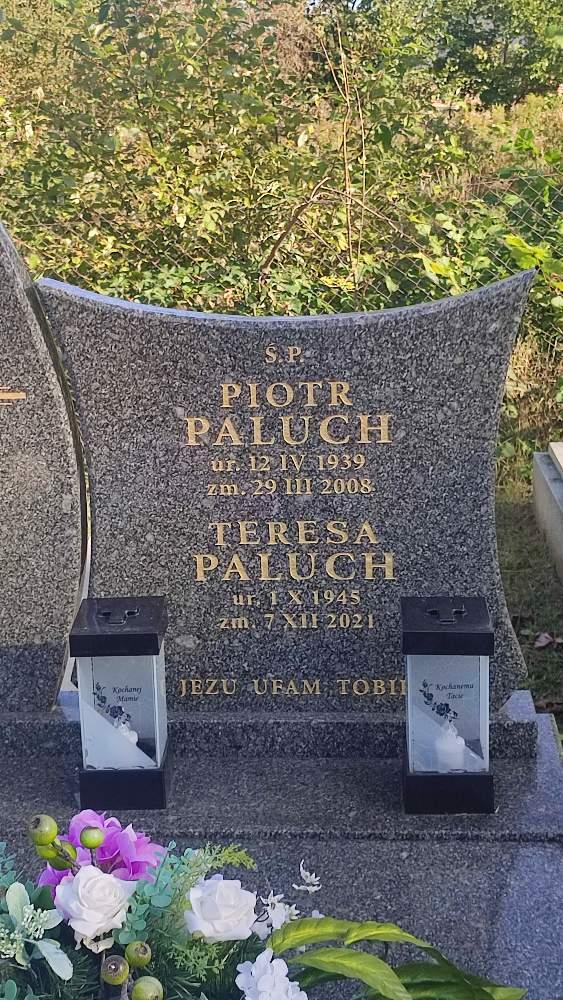 Ś.P.
PIOTR
PALUCH
ur. 12 IV 1939
zm. 29 III 2008
TERESA
PALUCH
ur. 1 X 1945
zm. 7 XII 2021
JEZU UFAM TOBIE
Kochanej
Mamie
Kochanemu
Tacie